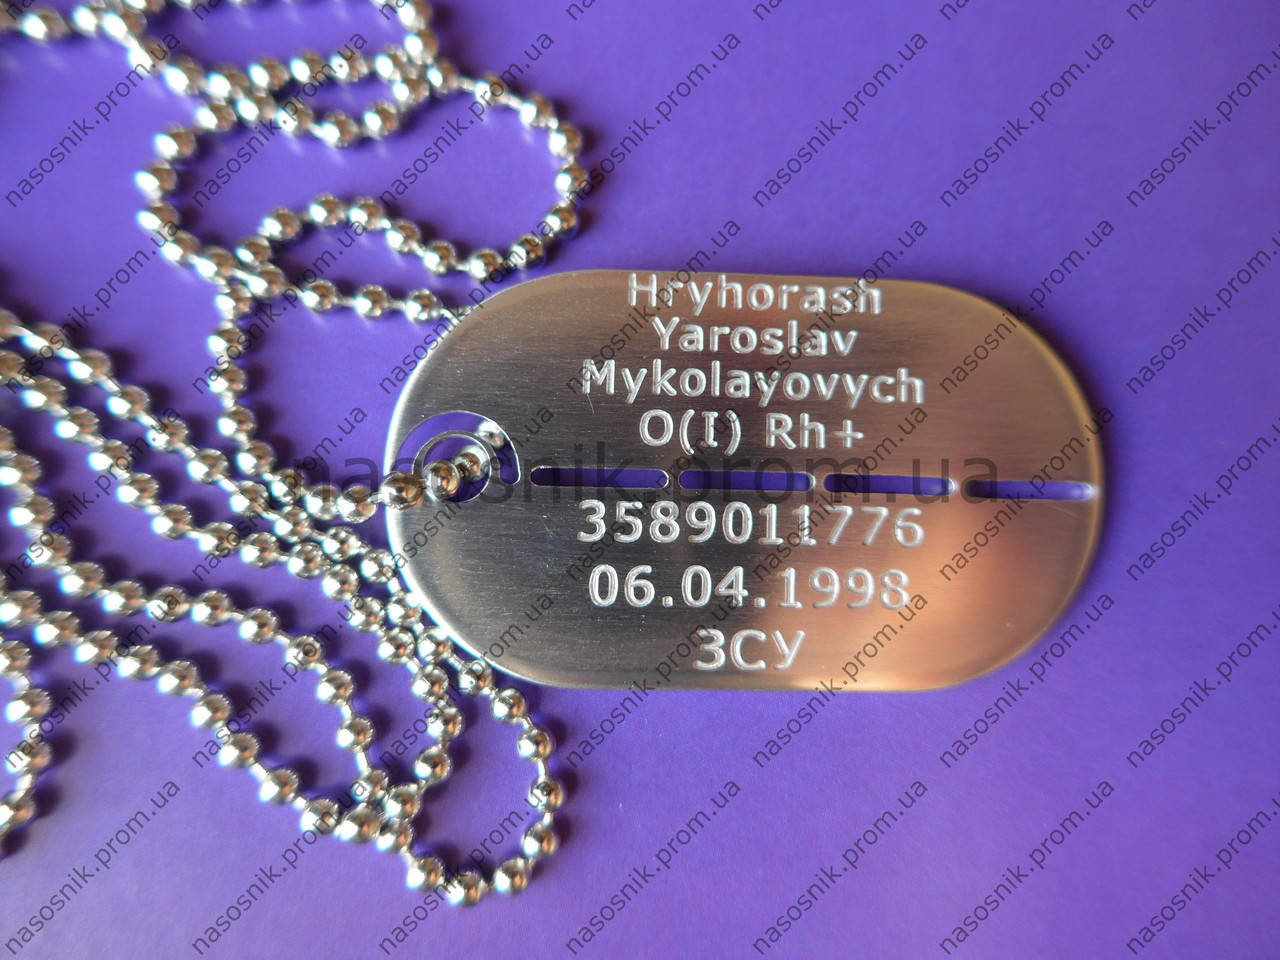 Hryhorash
Yaroslav
Mykolayovych
O(I) Rh+
nasosnik.prom.ua
3589011776
06.04.1998
ЗСУ